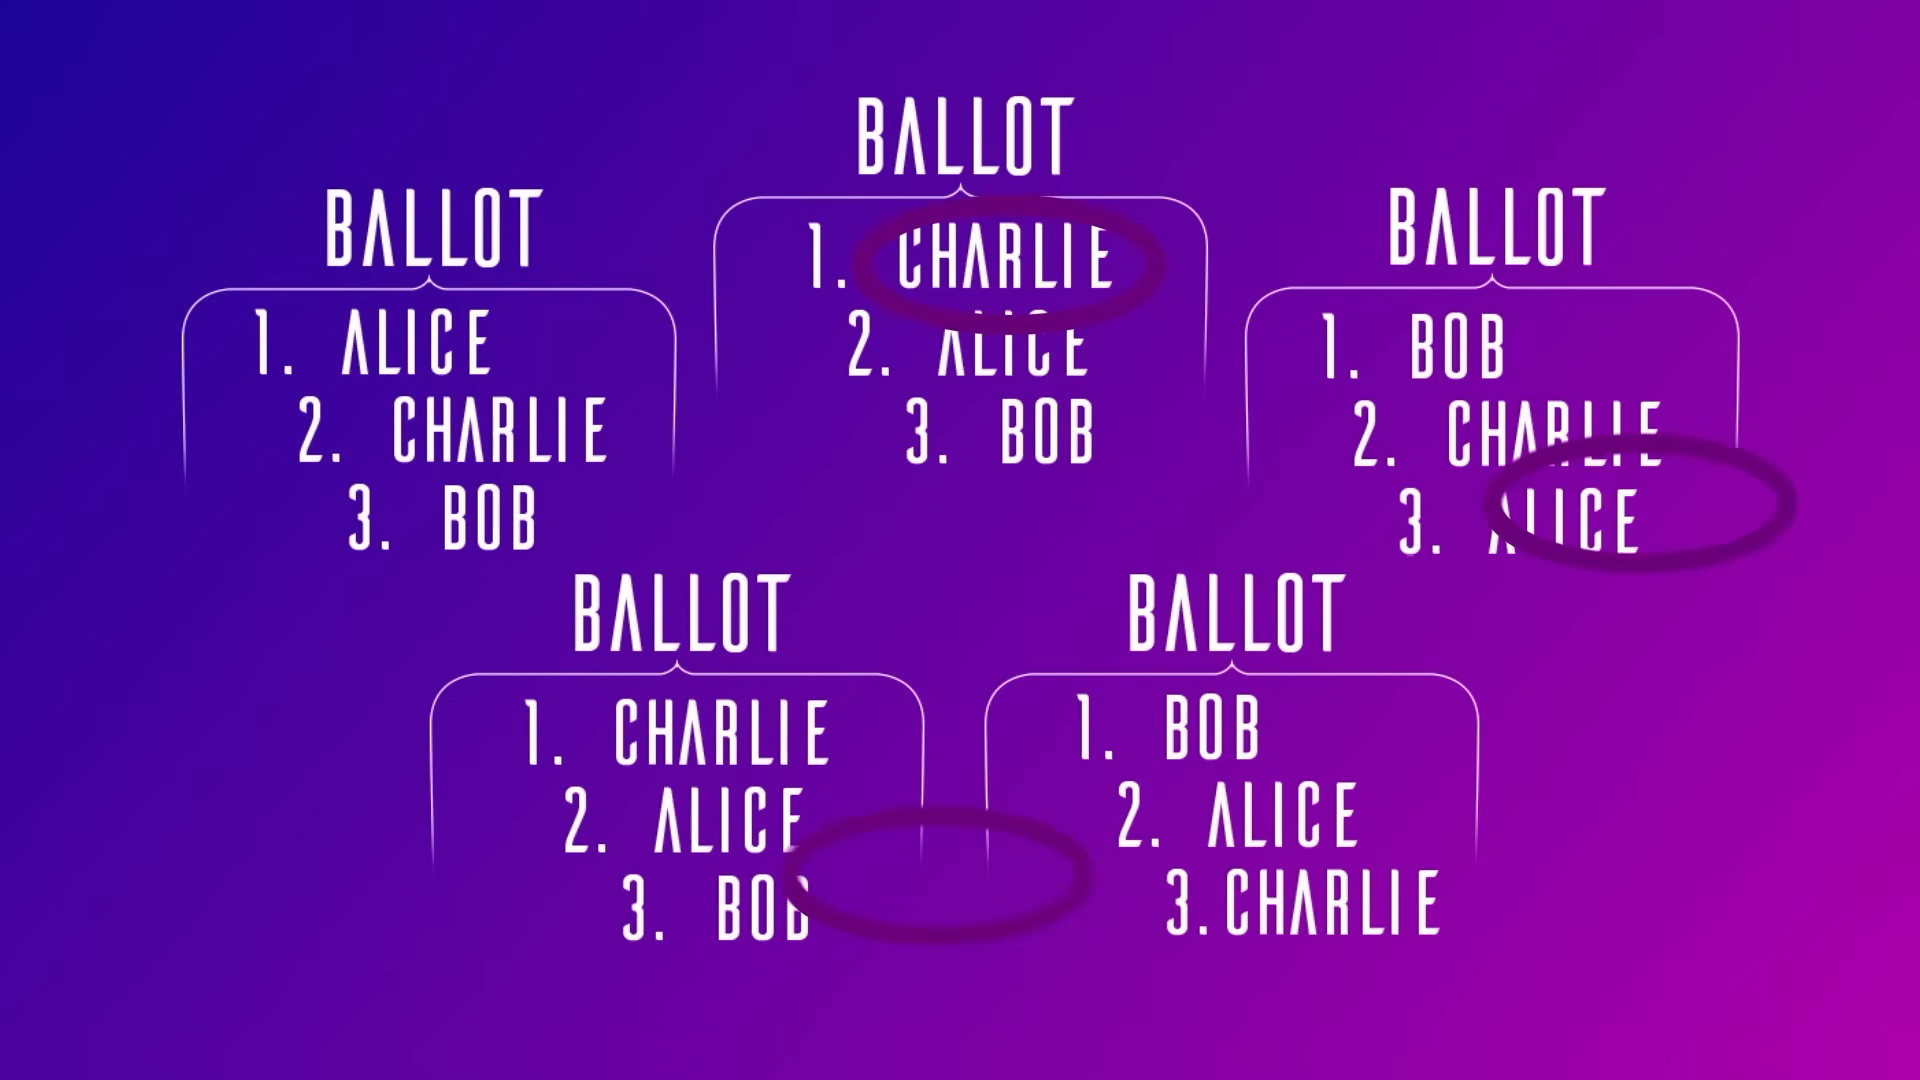 BALLOT
1. ALICE
2. CHARLIE
3. BOB
BALLOT
1. CHARLIE
2. ALICE
3. BOB
BALLOT
1. BOB
2. CHARLIE
3. ALICE
BALLOT
1. CHARLIE
2. ALICE
3. BOB
BALLOT
1. BOB
2. ALICE
3. CHARLIE